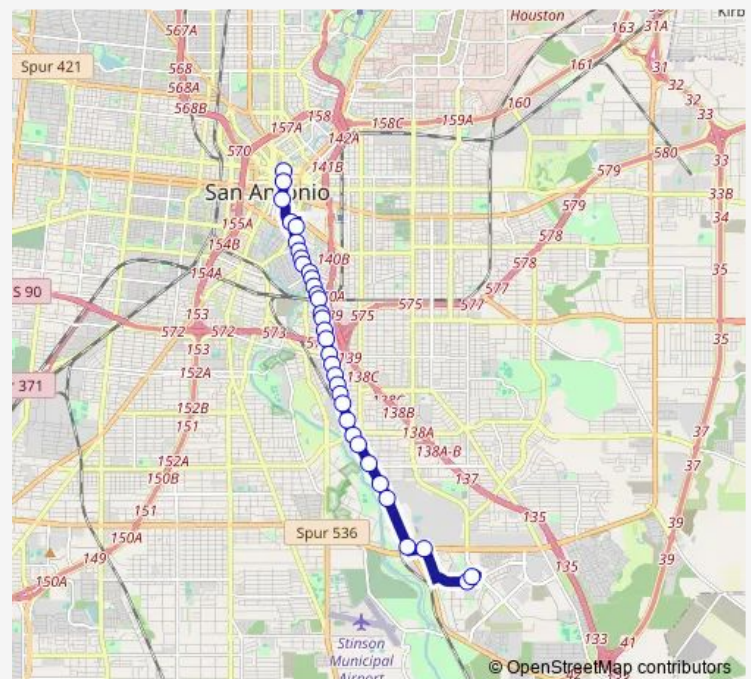 Houston
Kirb
567A
163
31A
Spur 421
568
161
31
32
568A
32
568B
160
33
157A
158
158C
159A
570
142A
580
33
141B
579
San Antonio
33B
579
155A
34
578
154B
140B
578
154A
35
S 90
577
153
575
577
572
572
573
575
35
153
139
371
152A
138C
152B
138B
151
138A
37
138A-B
152A
137
37
150B
151
135
39
Spur 536
150A
149
135
39
150A
133
41
Stinson
Municipal
Airport
© OpenStreetMap contributors